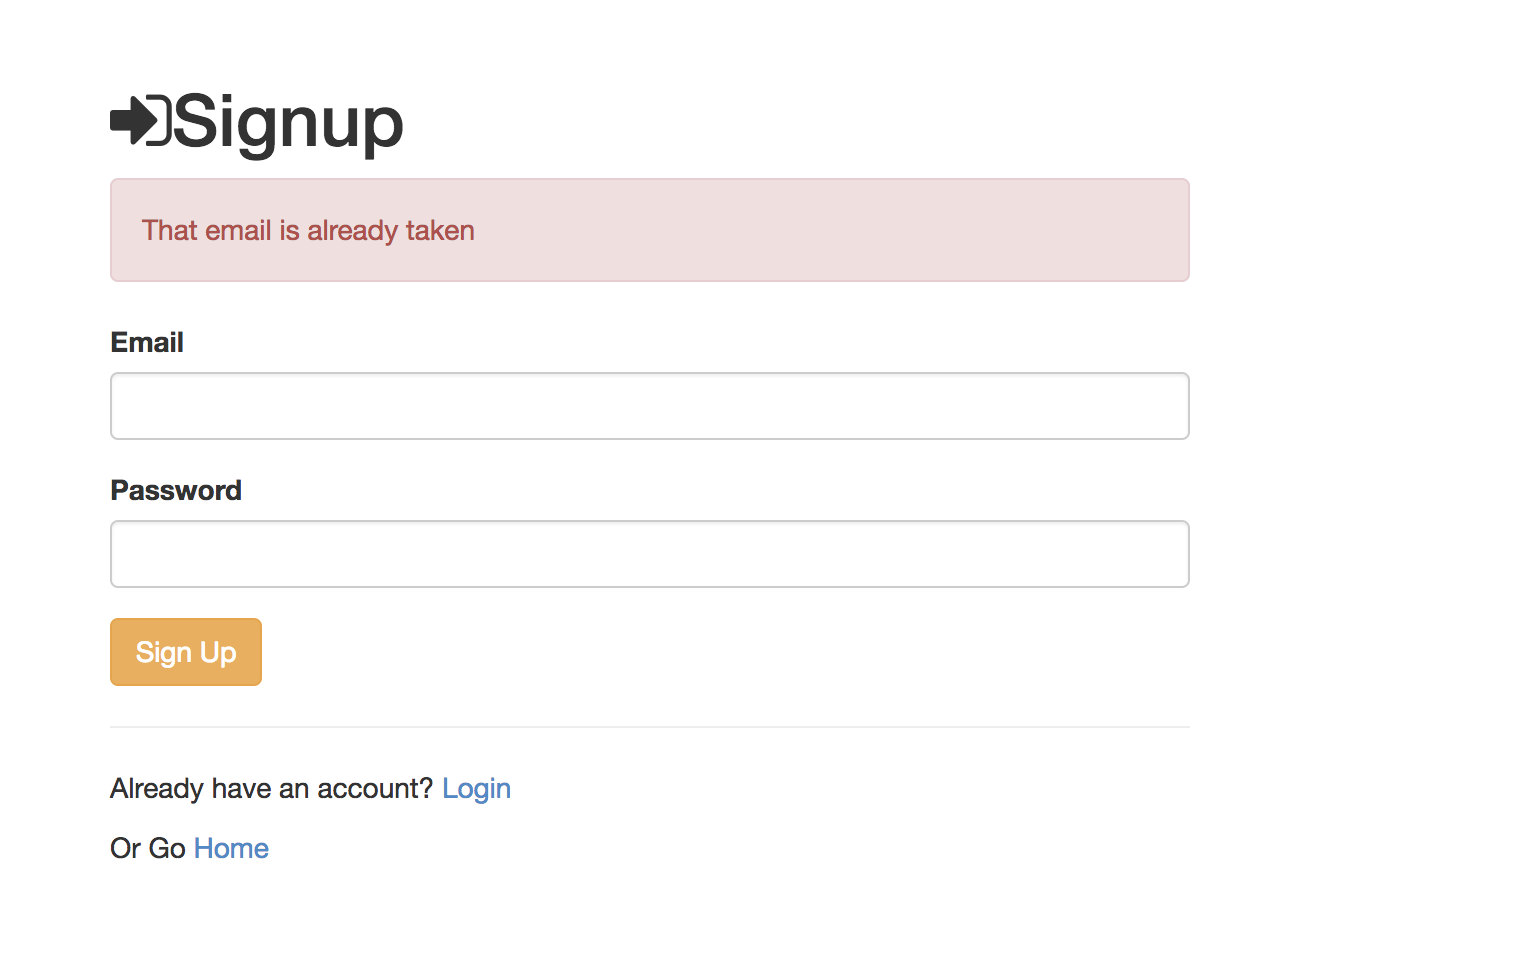 Signup
That email is already taken
Email
Password
Sign Up
Already have an account? Login
Or Go Home